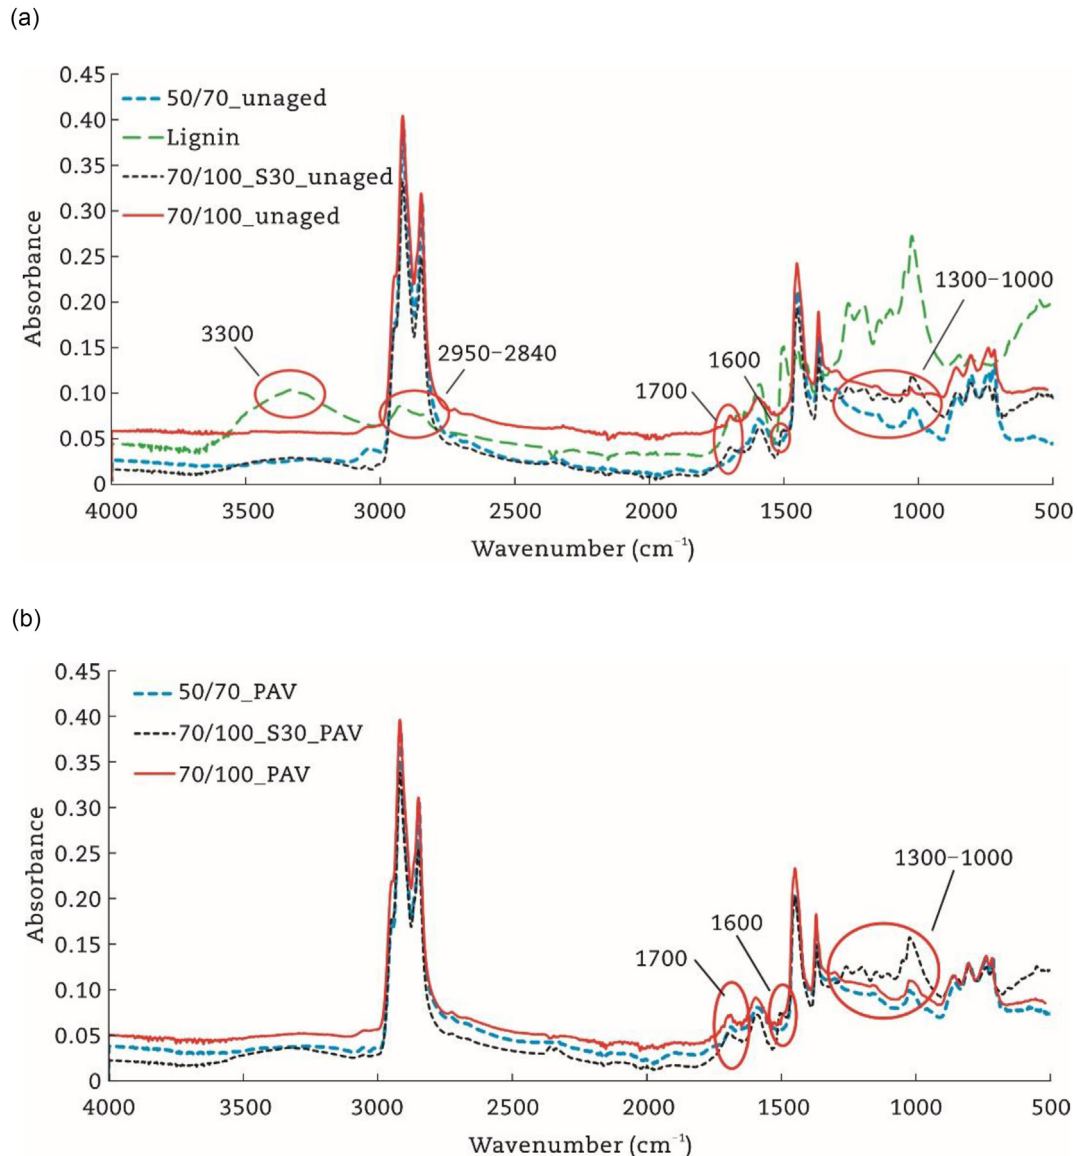 (a)
0.45
0.40
0.35
0.30
0.25
0.20
0.15
0.10
0.05
0
Absorbance
50/70_unaged
Lignin
70/100_S30_unaged
70/100_unaged
3300
2950–2840
1700
1600
1300–1000
4000 3500 3000 2500 2000 1500 1000 500
Wavenumber (cm⁻¹)
(b)
0.45
0.40
0.35
0.30
0.25
0.20
0.15
0.10
0.05
0
Absorbance
50/70_PAV
70/100_S30_PAV
70/100_PAV
1700
1600
1300–1000
4000 3500 3000 2500 2000 1500 1000 500
Wavenumber (cm⁻¹)